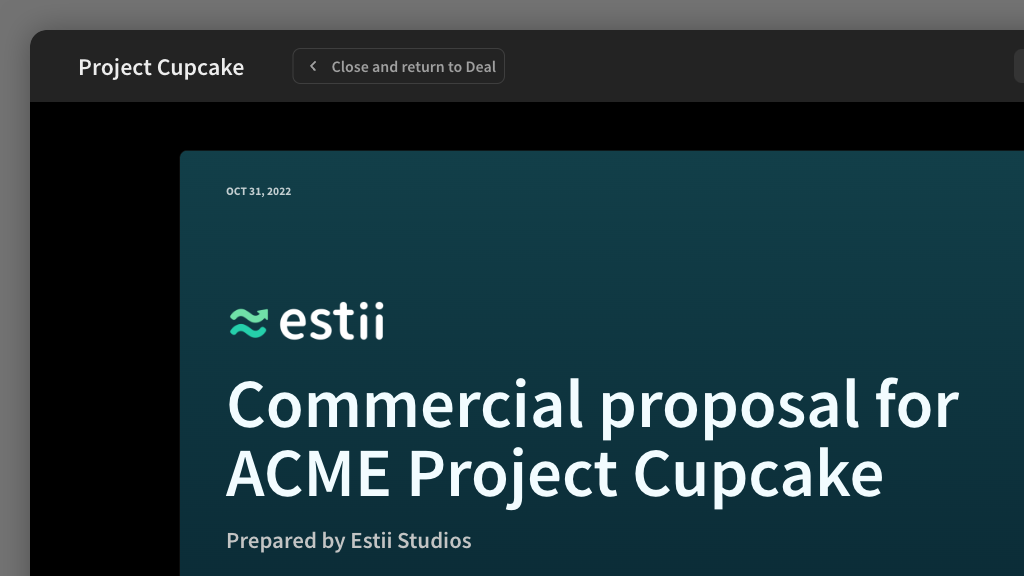 Project Cupcake
Close and return to Deal
OCT 31, 2022
estii
Commercial proposal for
ACME Project Cupcake
Prepared by Estii Studios